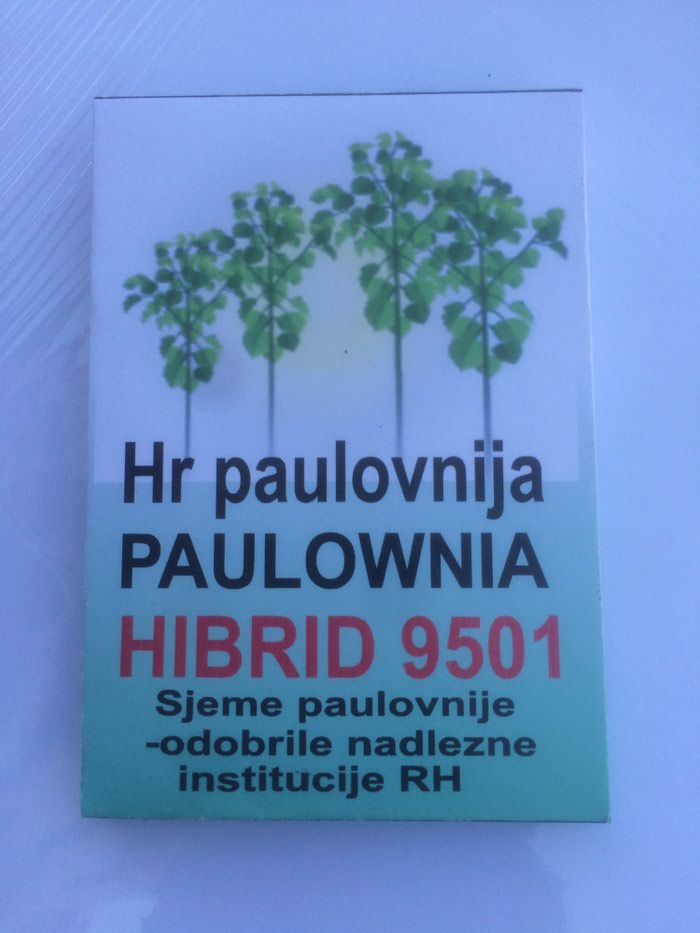 Hr paulovnija
PAULOWNIA
HIBRID 9501
Sjeme paulovnije
-odobrile nadlezne
institucije RH